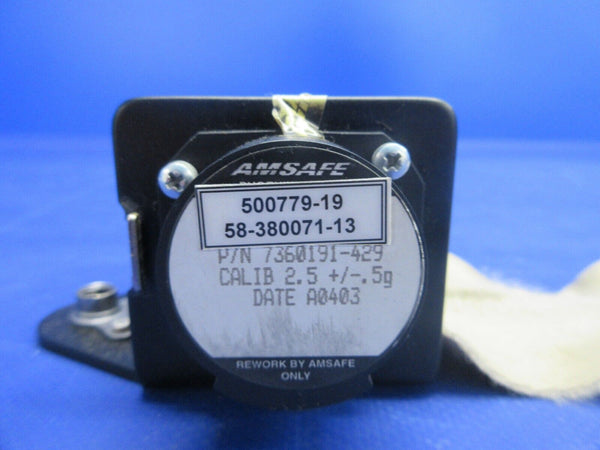 AMSAFE
500779-19
58-380071-13
P/N 7360191-429
CALIB 2.5 +/-.5g
DATE A0403
REWORK BY AMSAFE
ONLY